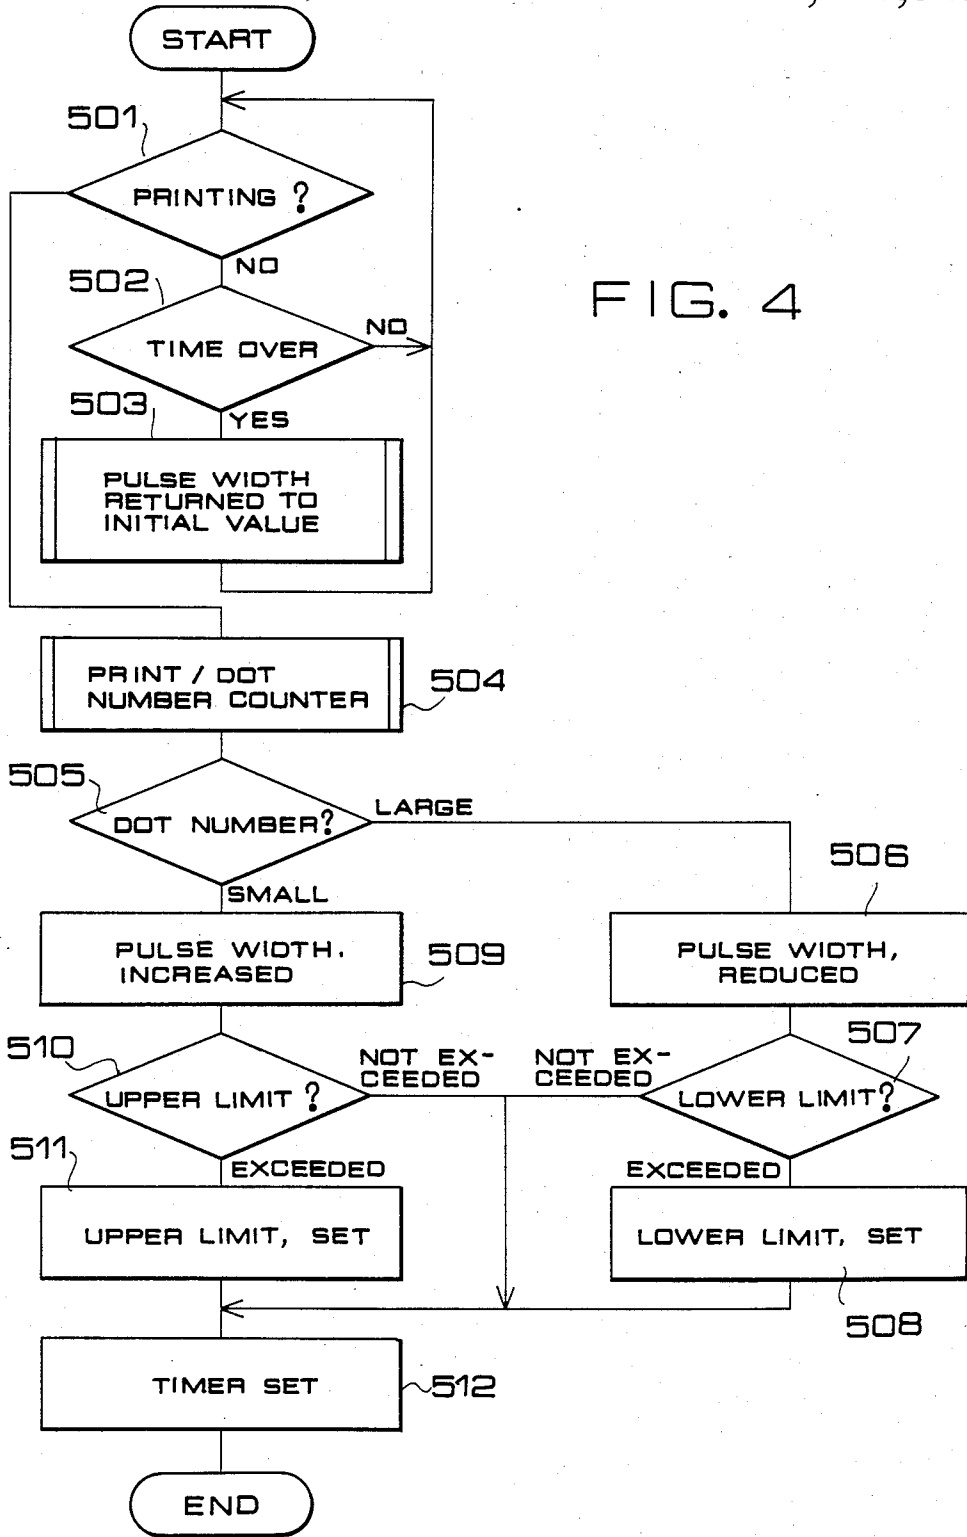 START
501
PRINTING ?
NO
502
TIME OVER
NO
503
YES
PULSE WIDTH
RETURNED TO
INITIAL VALUE
FIG. 4
PRINT / DOT
NUMBER COUNTER
504
505
DOT NUMBER?
LARGE
SMALL
506
PULSE WIDTH,
INCREASED
509
PULSE WIDTH,
REDUCED
510
UPPER LIMIT ?
NOT EX-
CEEDED
NOT EX-
CEEDED
507
LOWER LIMIT?
511
EXCEEDED
EXCEEDED
UPPER LIMIT, SET
LOWER LIMIT, SET
508
TIMER SET
512
END